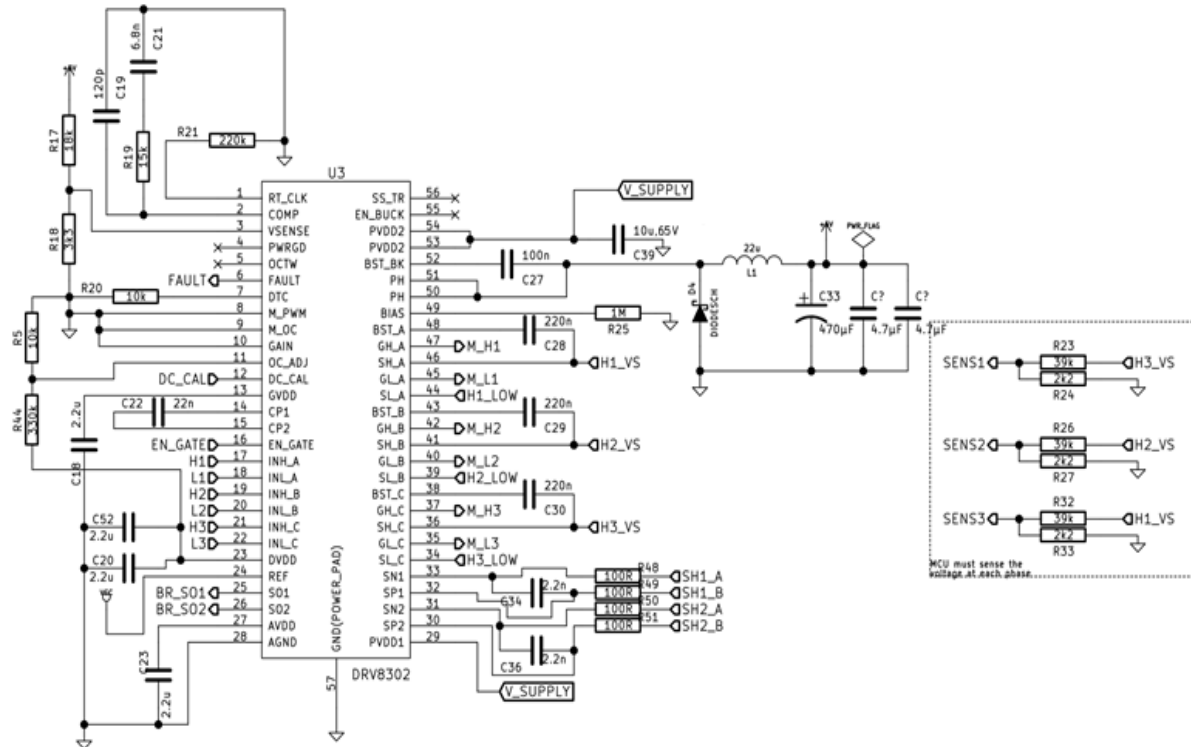 6.8n
C21
120p
C19
R17
18k
R19
15k
R21
220k
R18
3k3
U3
DRV8302
1 RT_CLK
2 COMP
3 VSENSE
4 PWRGD
5 OCTW
FAULT 6 FAULT
R20 10k 7 DTC
8 M_PWM
9 M_OC
10 GAIN
11 OC_ADJ
DC_CAL 12 DC_CAL
13 GVDD
14 CP1
15 CP2
EN_GATE 16 EN_GATE
H1 17 INH_A
L1 18 INL_A
H2 19 INH_B
L2 20 INL_B
H3 21 INH_C
L3 22 INL_C
23 DVDD
24 REF
BR_SO1 25 SO1
BR_SO2 26 SO2
27 AVDD
28 AGND
GND(POWER_PAD)
57
R5
10k
R44
330k
2.2u
C18
C22 22n
C52
2.2u
C20
2.2u
C23
2.2u
SS_TR 56
EN_BUCK 55
PVDD2 54
PVDD2 53
BST_BK 52
PH 51
PH 50
BIAS 49
BST_A 48
GH_A 47 M_H1
SH_A 46 H1_VS
GL_A 45 M_L1
SL_A 44 H1_LOW
BST_B 43
GH_B 42 M_H2
SH_B 41 H2_VS
GL_B 40 M_L2
SL_B 39 H2_LOW
BST_C 38
GH_C 37 M_H3
SH_C 36 H3_VS
GL_C 35 M_L3
SL_C 34 H3_LOW
SN1 33
SP1 32
SN2 31
SP2 30
PVDD1 29
V_SUPPLY
10u,65V
C39
100n
C27
1M
R25
220n
C28
220n
C29
220n
C30
R48
100R SH1_A
R49
100R SH1_B
R50
100R SH2_A
R51
100R SH2_B
2.2n
C34
2.2n
C36
V_SUPPLY
22u
L1
D4
DIODESCH
PWR_FLAG
C33
470µF
C?
4.7µF
C?
4.7µF
R23
SENS1 39k H3_VS
2k2
R24
R26
SENS2 39k H2_VS
2k2
R27
R32
SENS3 39k H1_VS
2k2
R33
MCU must sense the
voltage at each phase